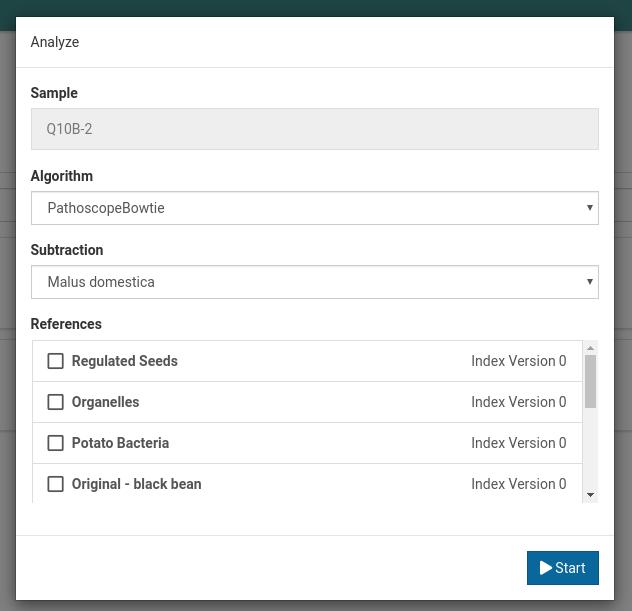 Analyze
Sample
Q10B-2
Algorithm
PathoscopeBowtie
Subtraction
Malus domestica
References
Regulated Seeds Index Version 0
Organelles Index Version 0
Potato Bacteria Index Version 0
Original - black bean Index Version 0
Start